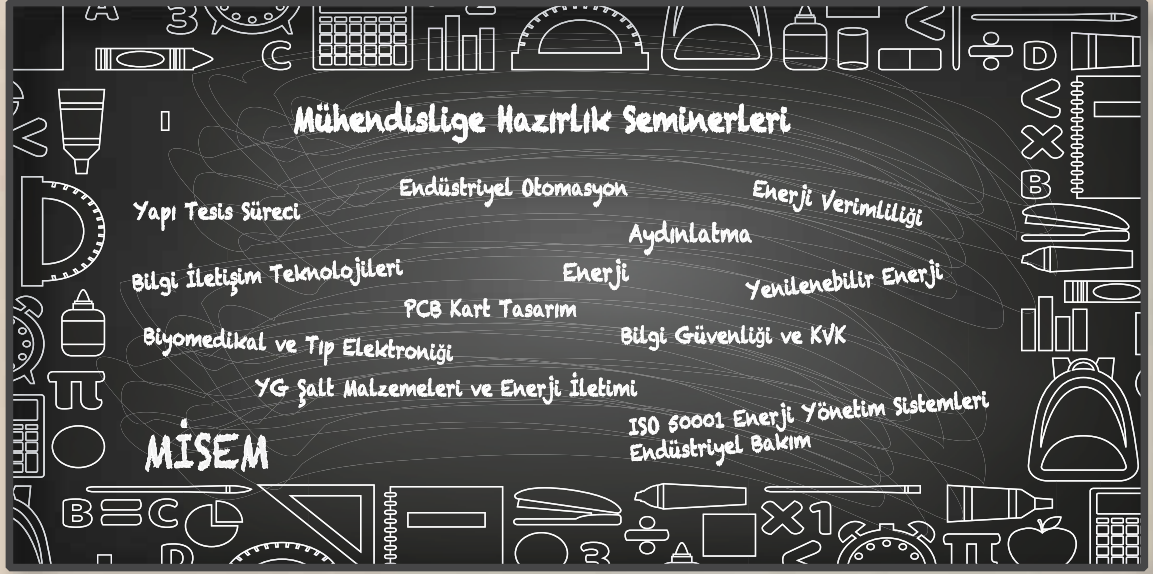 Mühendislige Hazırlık Seminerleri
Endüstriyel Otomasyon
Enerji Verimliliği
Yapı Tesis Süreci
Aydınlatma
Bilgi İletişim Teknolojileri
Enerji
Yenilenebilir Enerji
PCB Kart Tasarım
Biyomedikal ve Tıp Elektroniği
Bilgi Güvenliği ve KVK
YG Şalt Malzemeleri ve Enerji İletimi
ISO 50001 Enerji Yönetim Sistemleri
Endüstriyel Bakım
MİSEM